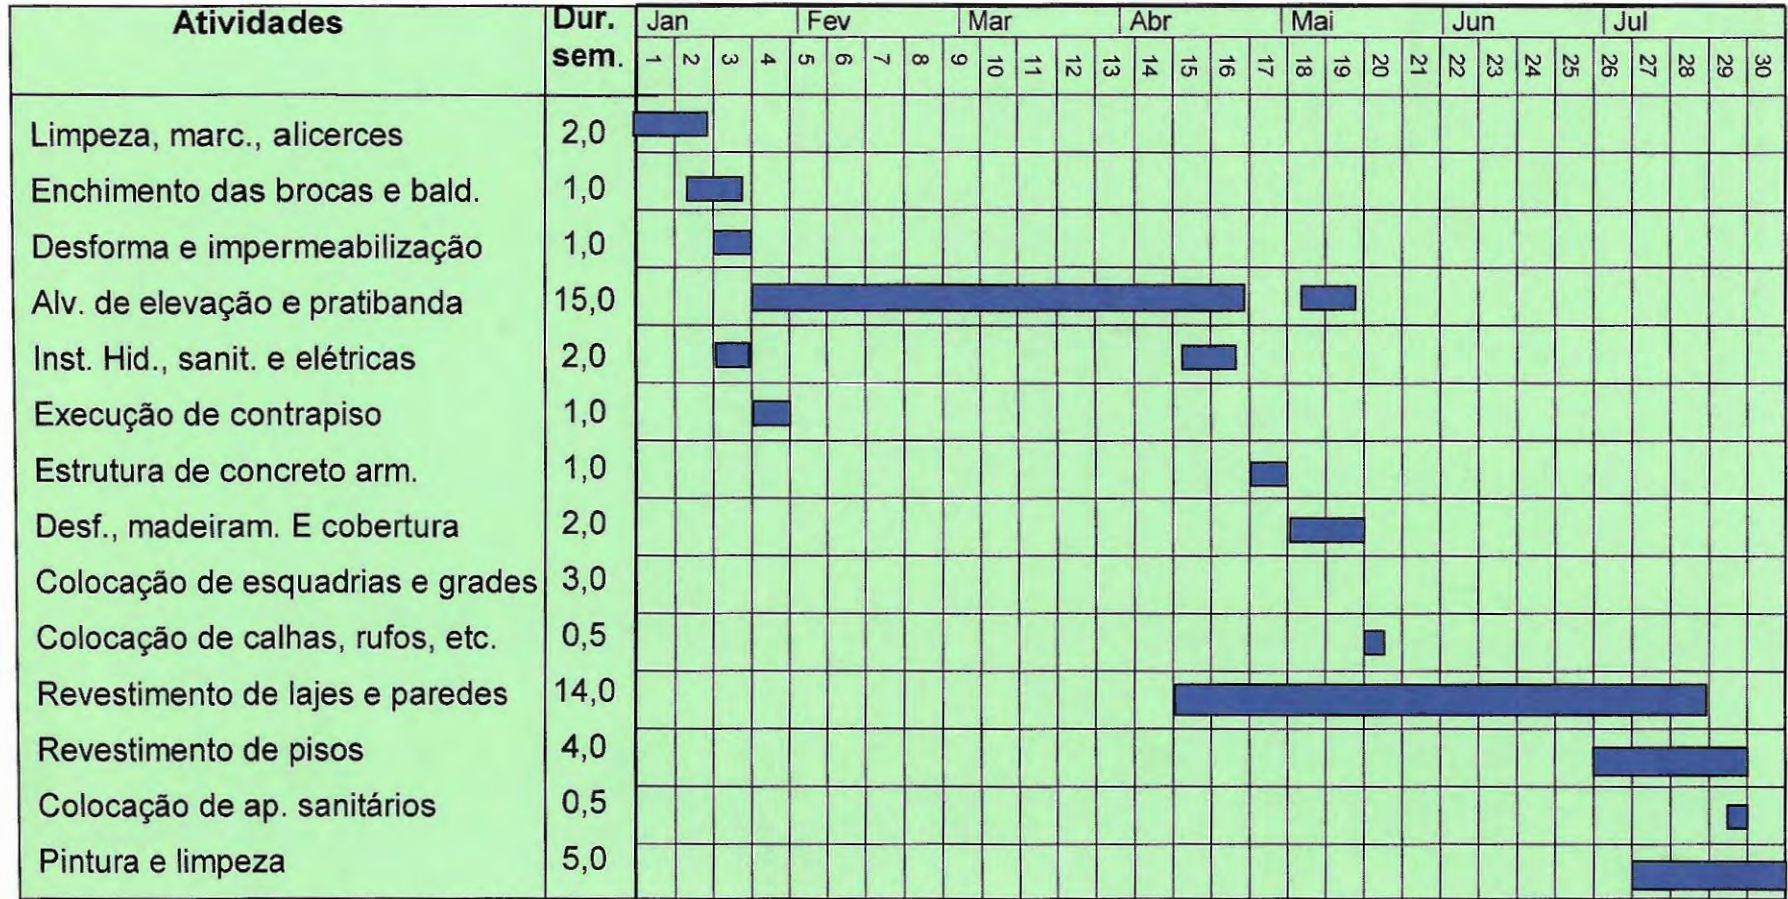 Atividades Dur. sem. Jan Fev Mar Abr Mai Jun Jul
1 2 3 4 5 6 7 8 9 10 11 12 13 14 15 16 17 18 19 20 21 22 23 24 25 26 27 28 29 30
Limpeza, marc., alicerces 2,0
Enchimento das brocas e bald. 1,0
Desforma e impermeabilização 1,0
Alv. de elevação e pratibanda 15,0
Inst. Hid., sanit. e elétricas 2,0
Execução de contrapiso 1,0
Estrutura de concreto arm. 1,0
Desf., madeiram. E cobertura 2,0
Colocação de esquadrias e grades 3,0
Colocação de calhas, rufos, etc. 0,5
Revestimento de lajes e paredes 14,0
Revestimento de pisos 4,0
Colocação de ap. sanitários 0,5
Pintura e limpeza 5,0